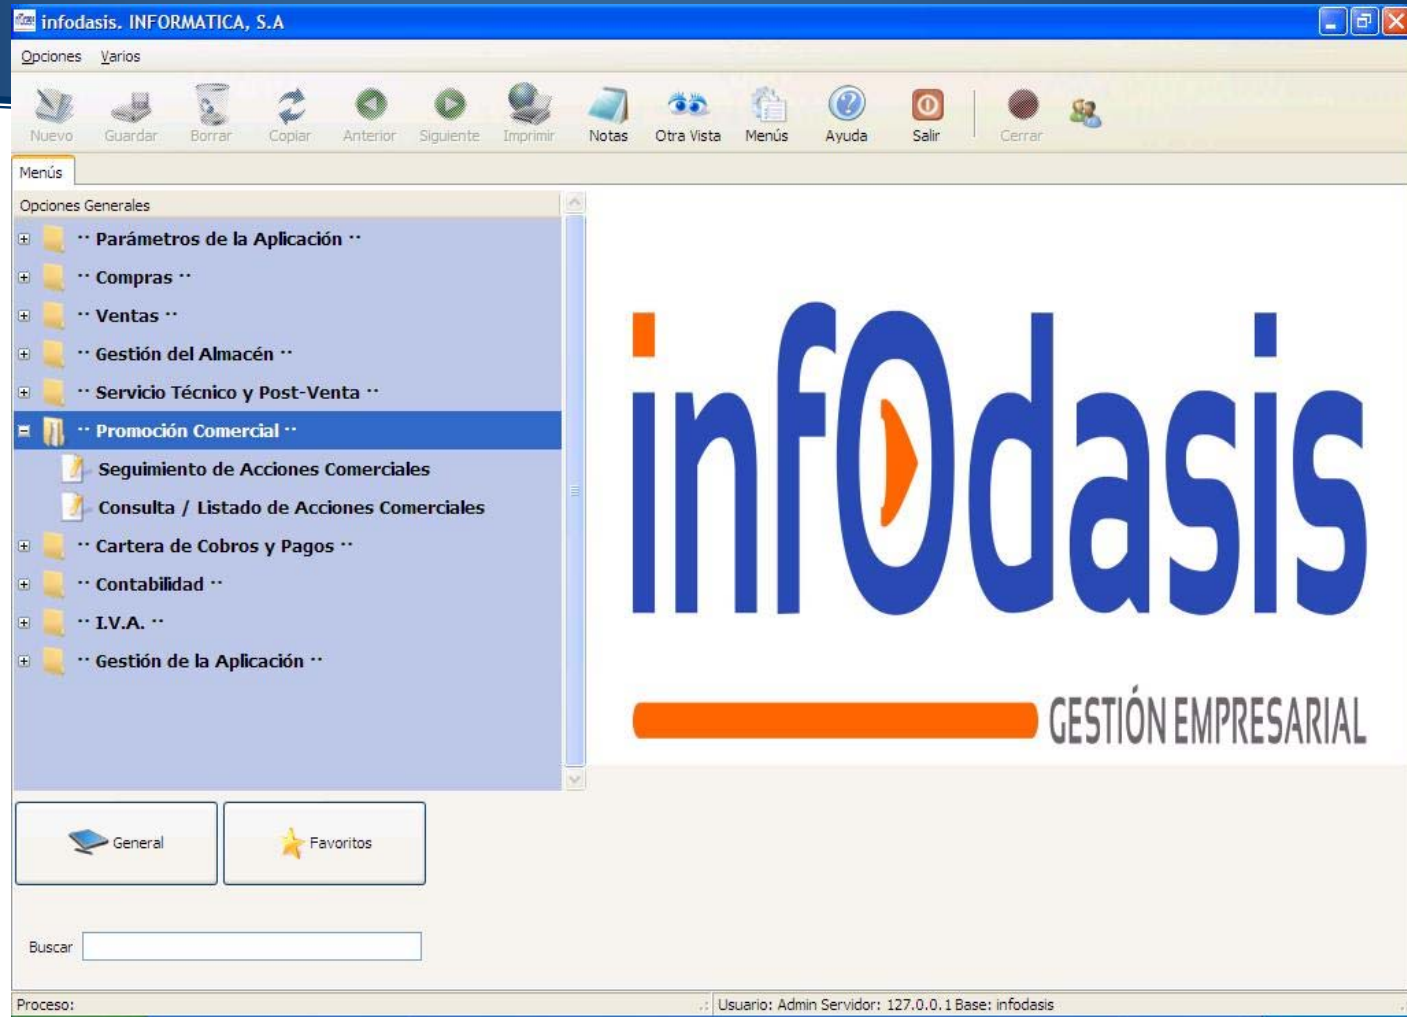 infodasis. INFORMATICA, S.A
Opciones Varios
Nuevo Guardar Borrar Copiar Anterior Siguiente Imprimir Notas Otra Vista Menús Ayuda Salir Cerrar
Menús
Opciones Generales
·· Parámetros de la Aplicación ··
·· Compras ··
·· Ventas ··
·· Gestión del Almacén ··
·· Servicio Técnico y Post-Venta ··
·· Promoción Comercial ··
Seguimiento de Acciones Comerciales
Consulta / Listado de Acciones Comerciales
·· Cartera de Cobros y Pagos ··
·· Contabilidad ··
·· I.V.A. ··
·· Gestión de la Aplicación ··
infOdasis
GESTIÓN EMPRESARIAL
General Favoritos
Buscar
Proceso: Usuario: Admin Servidor: 127.0.0.1 Base: infodasis